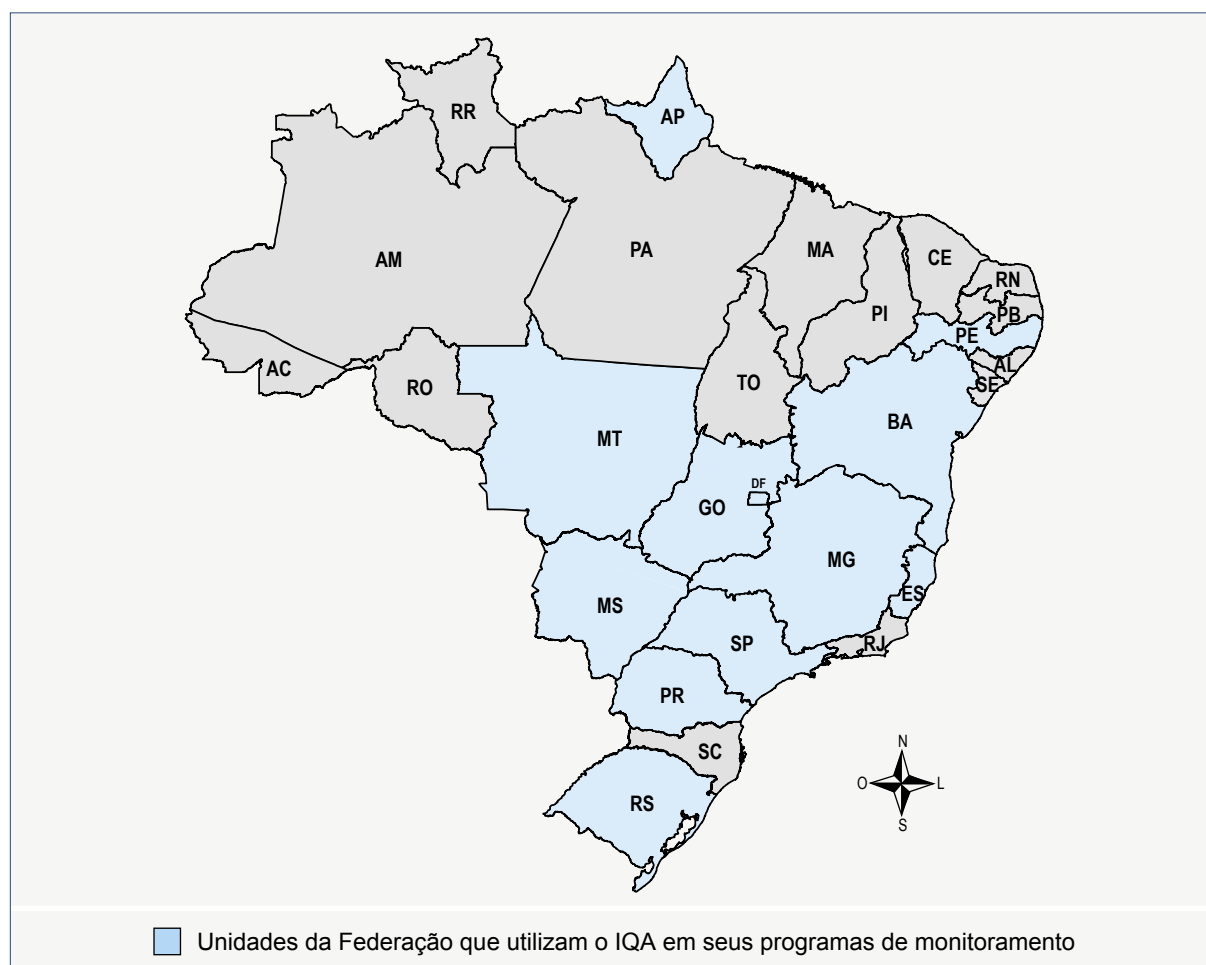 RR
AP
AM
PA
MA
CE
RN
PB
PI
PE
AL
SE
AC
RO
TO
BA
MT
DF
GO
MG
ES
MS
SP
RJ
PR
SC
RS
N
O
L
S
Unidades da Federação que utilizam o IQA em seus programas de monitoramento